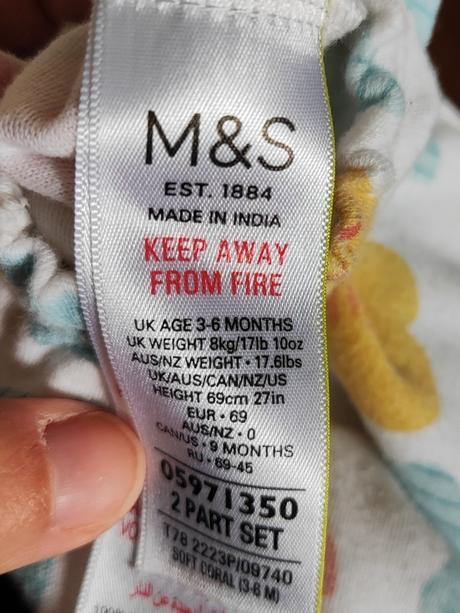 M&S
EST. 1884
MADE IN INDIA
KEEP AWAY
FROM FIRE
UK AGE 3-6 MONTHS
UK WEIGHT 8kg/17lb 10oz
AUS/NZ WEIGHT • 17.6lbs
UK/AUS/CAN/NZ/US
HEIGHT 69cm 27in
EUR • 69
AUS/NZ • 0
CAN/US • 9 MONTHS
RU • 69-45
05971350
2 PART SET
T78 2223P/09740
SOFT CORAL (3-6 M)